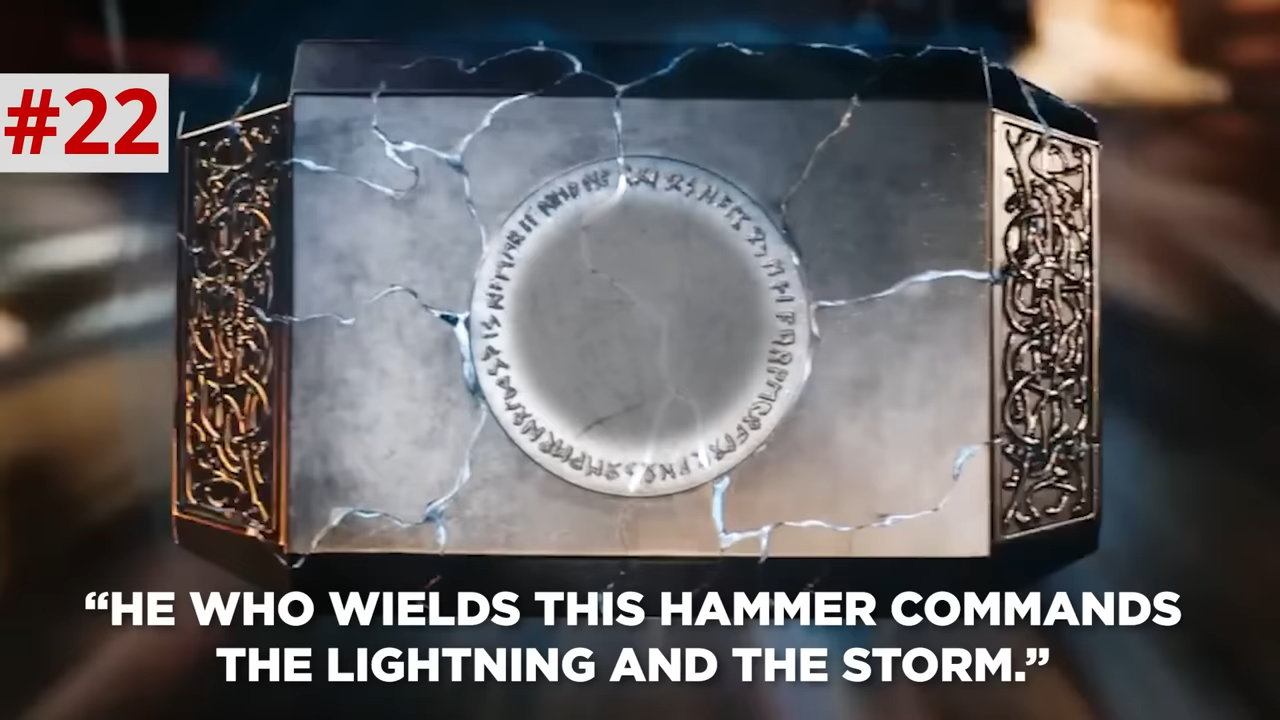 #22
“HE WHO WIELDS THIS HAMMER COMMANDS
THE LIGHTNING AND THE STORM.”